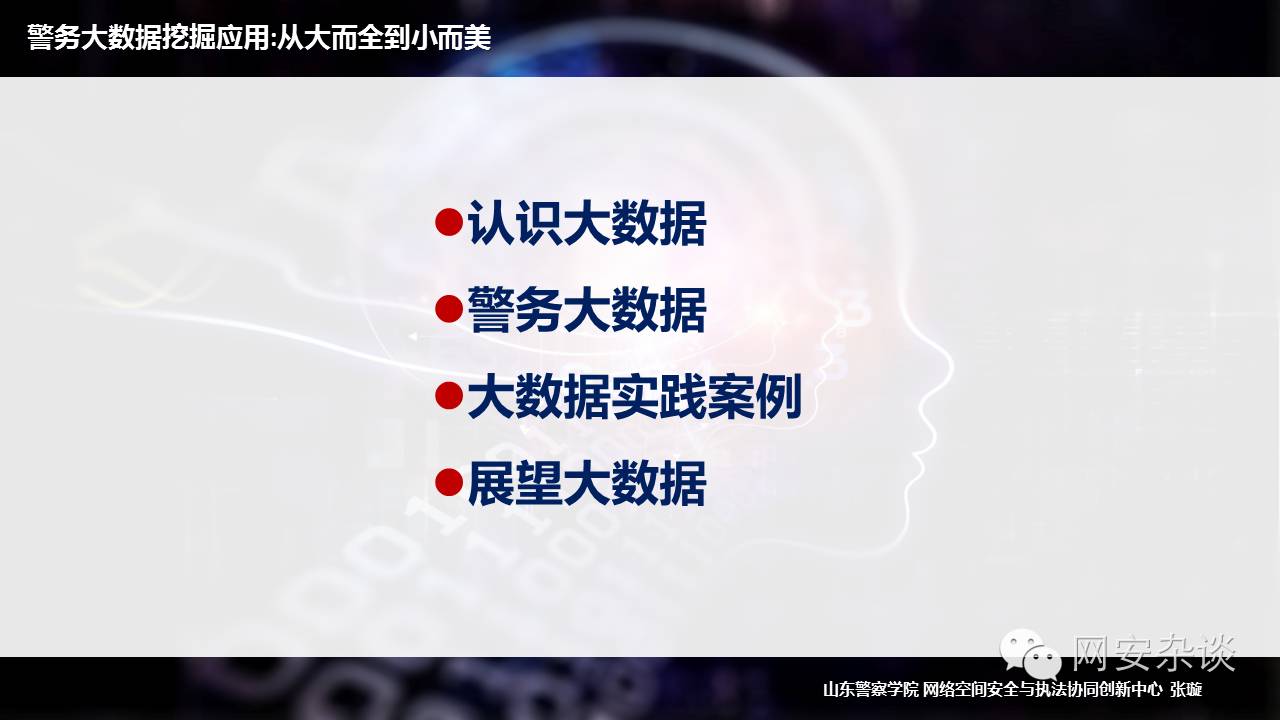 警务大数据挖掘应用:从大而全到小而美
●认识大数据
●警务大数据
●大数据实践案例
●展望大数据
网安杂谈
山东警察学院 网络空间安全与执法协同创新中心 张璇